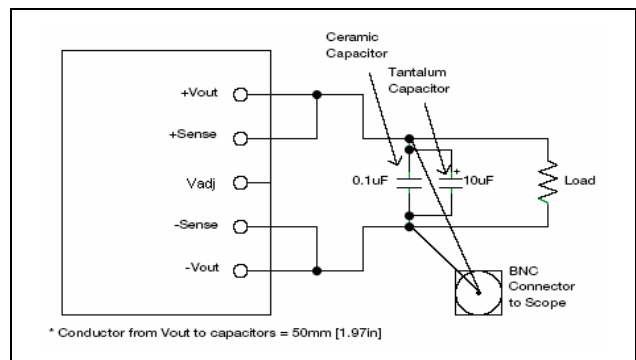 Ceramic
Capacitor
Tantalum
Capacitor
+Vout
+Sense
Vadj
-Sense
-Vout
0.1uF
+
10uF
Load
BNC
Connector
to Scope
* Conductor from Vout to capacitors = 50mm [1.97in]